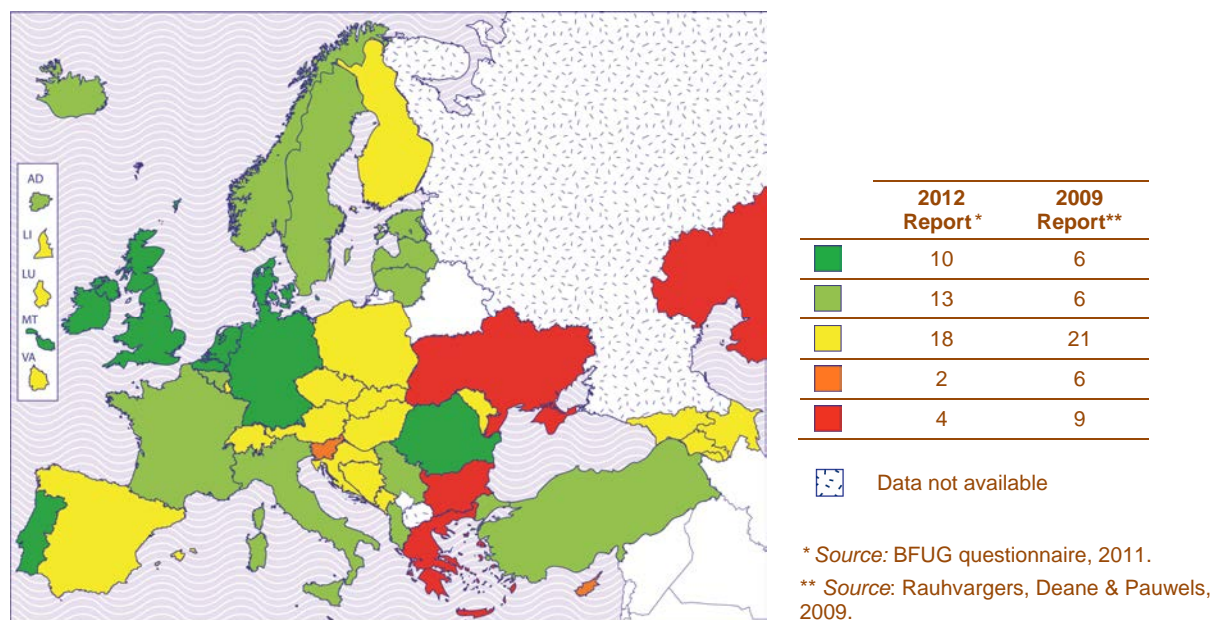 AD
LI
LU
MT
VA
2012 Report * 2009 Report**
10 6
13 6
18 21
2 6
4 9
Data not available
* Source: BFUG questionnaire, 2011.
** Source: Rauhvargers, Deane & Pauwels,
2009.